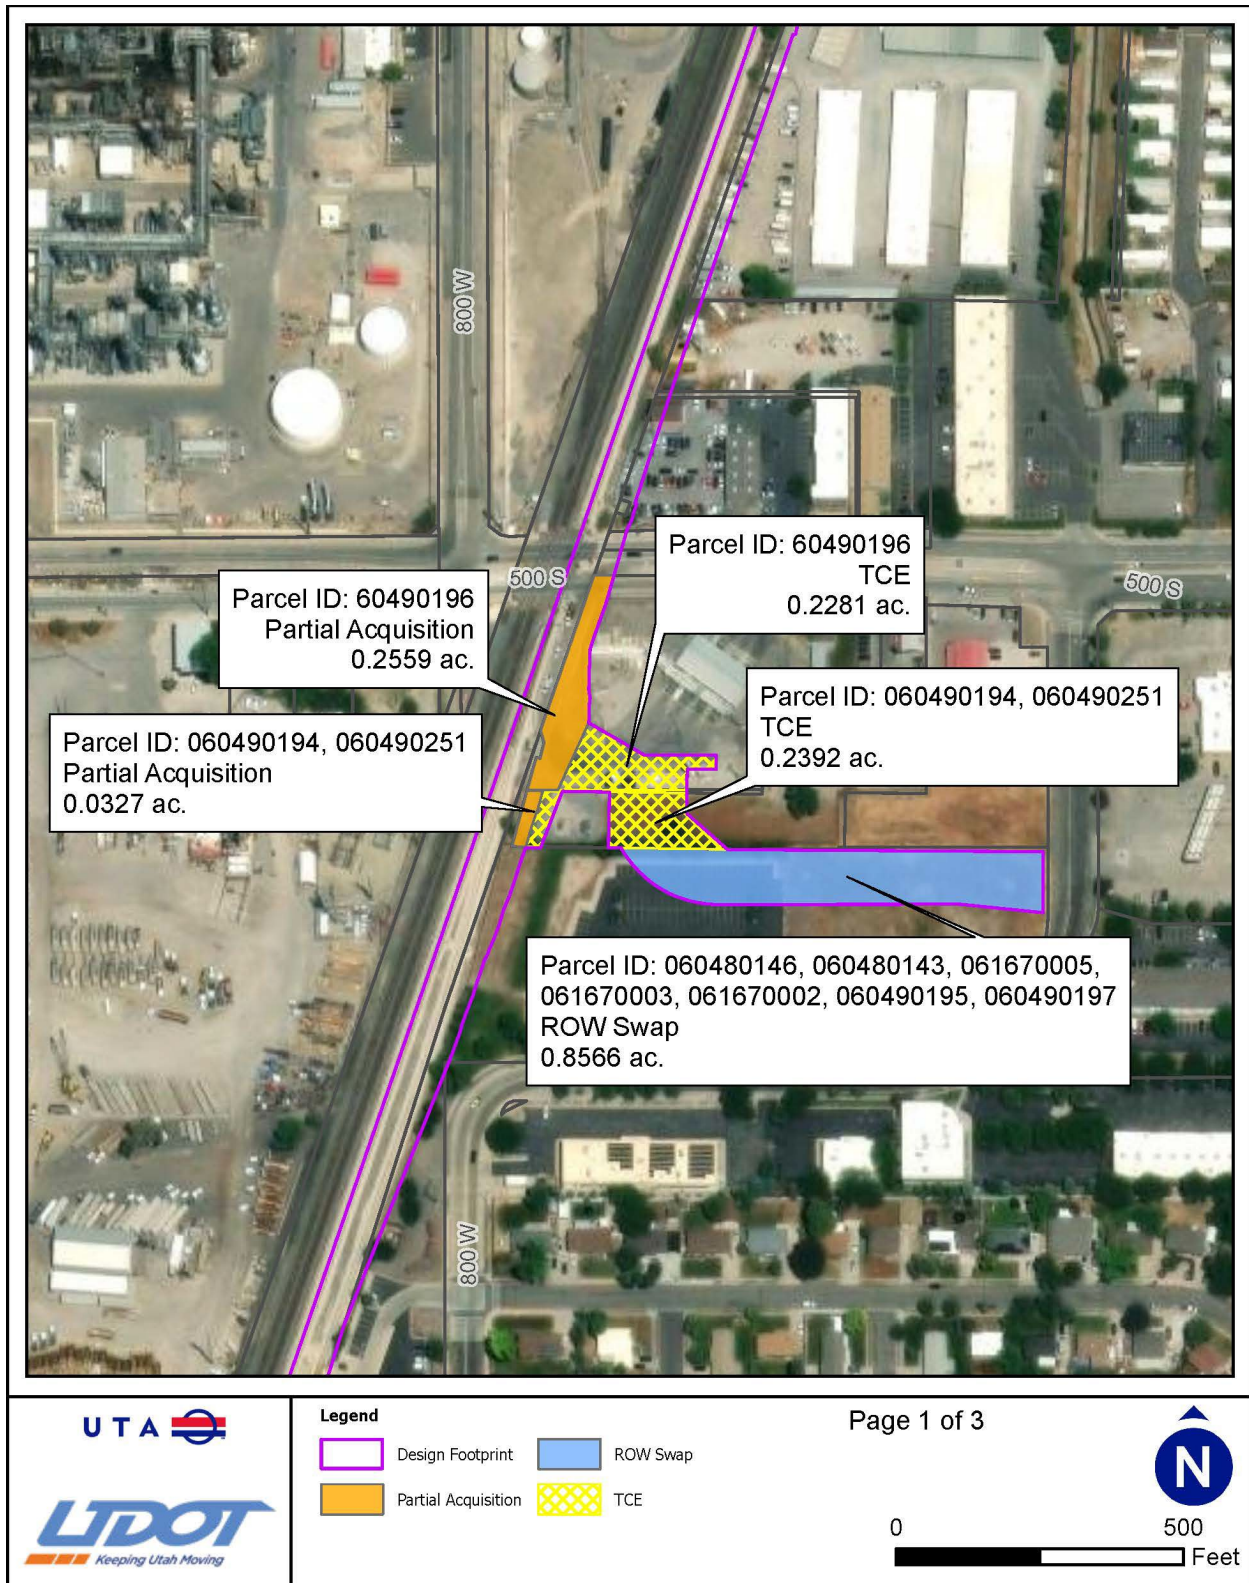 800 W
Parcel ID: 60490196
TCE
0.2281 ac.
500 S
500 S
Parcel ID: 60490196
Partial Acquisition
0.2559 ac.
Parcel ID: 060490194, 060490251
TCE
0.2392 ac.
Parcel ID: 060490194, 060490251
Partial Acquisition
0.0327 ac.
Parcel ID: 060480146, 060480143, 061670005,
061670003, 061670002, 060490195, 060490197
ROW Swap
0.8566 ac.
800 W
UTA
UDOT
Keeping Utah Moving
Legend
Design Footprint
ROW Swap
Partial Acquisition
TCE
Page 1 of 3
N
0
500
Feet